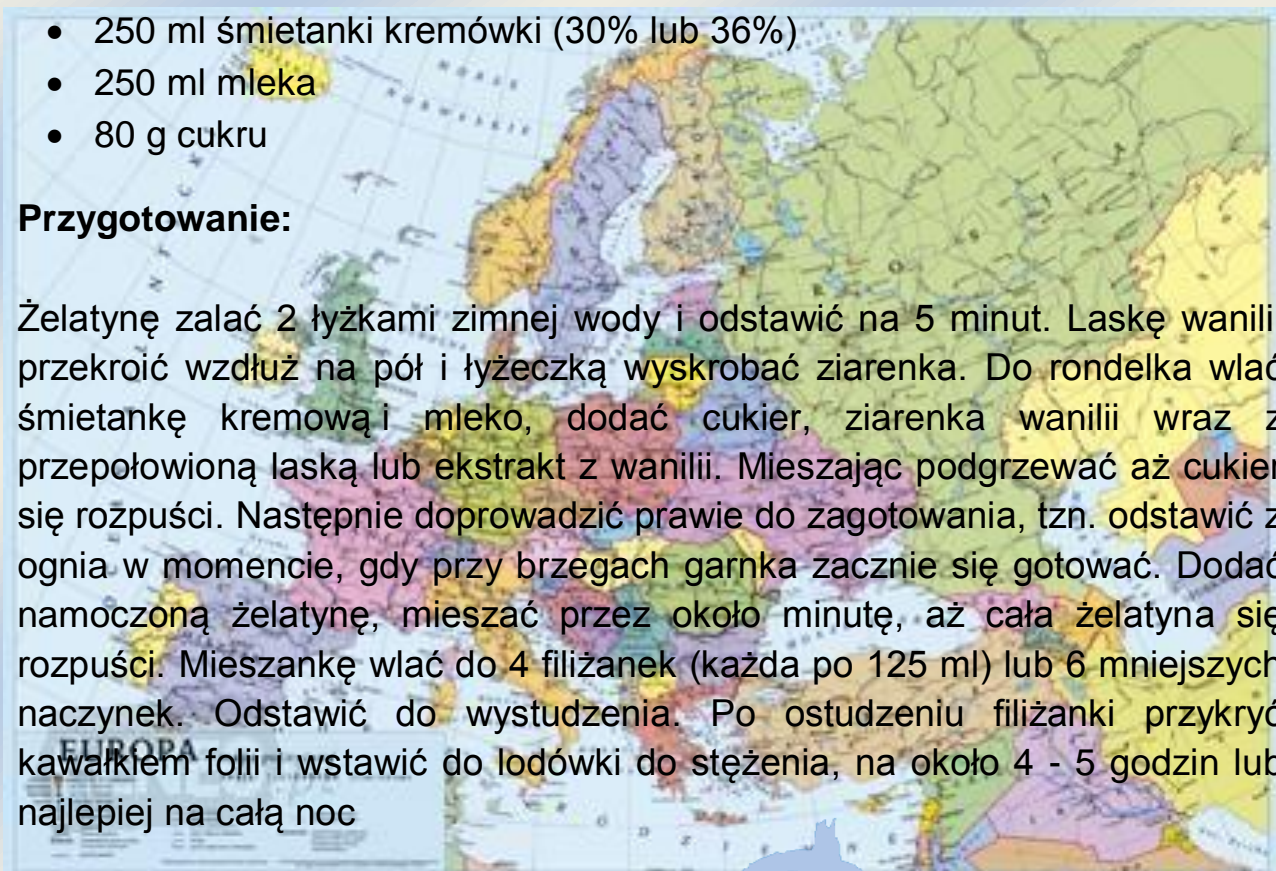 • 250 ml śmietanki kremówki (30% lub 36%)
• 250 ml mleka
• 80 g cukru
Przygotowanie:
Żelatynę zalać 2 łyżkami zimnej wody i odstawić na 5 minut. Laskę wanilii
przekroić wzdłuż na pół i łyżeczką wyskrobać ziarenka. Do rondelka wlać
śmietankę kremową i mleko, dodać cukier, ziarenka wanilii wraz z
przepołowioną laską lub ekstrakt z wanilii. Mieszając podgrzewać aż cukier
się rozpuści. Następnie doprowadzić prawie do zagotowania, tzn. odstawić z
ognia w momencie, gdy przy brzegach garnka zacznie się gotować. Dodać
namoczoną żelatynę, mieszać przez około minutę, aż cała żelatyna się
rozpuści. Mieszankę wlać do 4 filiżanek (każda po 125 ml) lub 6 mniejszych
naczynek. Odstawić do wystudzenia. Po ostudzeniu filiżanki przykryć
EUROPA
kawałkiem folii i wstawić do lodówki do stężenia, na około 4 - 5 godzin lub
najlepiej na całą noc